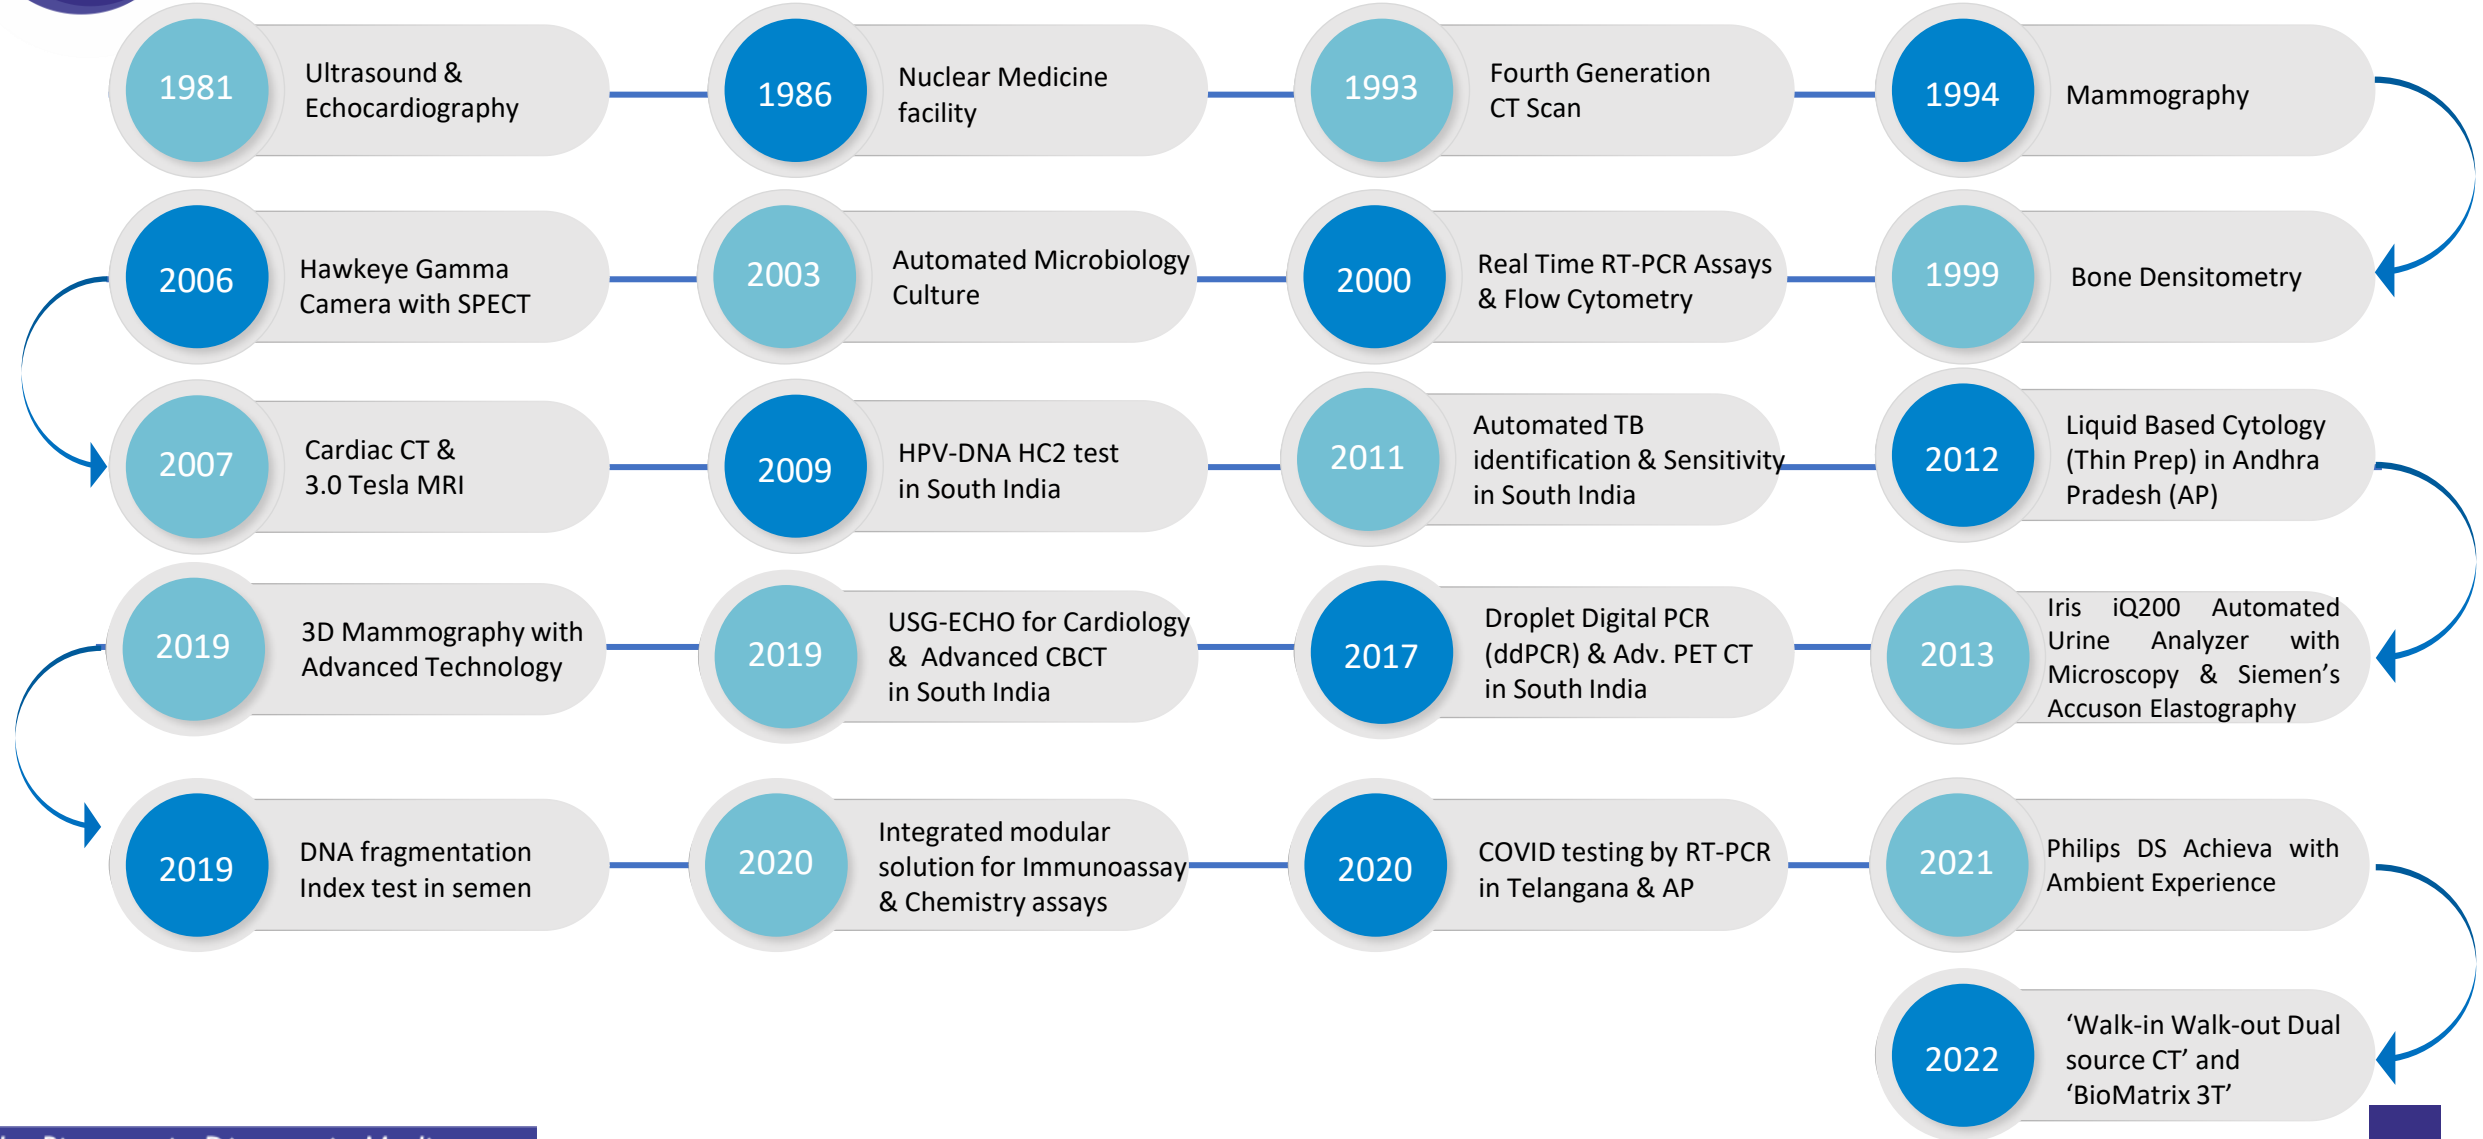 1981
Ultrasound &
Echocardiography
1986
Nuclear Medicine
facility
1993
Fourth Generation
CT Scan
1994
Mammography
2006
Hawkeye Gamma
Camera with SPECT
2003
Automated Microbiology
Culture
2000
Real Time RT-PCR Assays
& Flow Cytometry
1999
Bone Densitometry
2007
Cardiac CT &
3.0 Tesla MRI
2009
HPV-DNA HC2 test
in South India
2011
Automated TB
identification & Sensitivity
in South India
2012
Liquid Based Cytology
(Thin Prep) in Andhra
Pradesh (AP)
2019
3D Mammography with
Advanced Technology
2019
USG-ECHO for Cardiology
& Advanced CBCT
in South India
2017
Droplet Digital PCR
(ddPCR) & Adv. PET CT
in South India
2013
Iris iQ200 Automated
Urine Analyzer with
Microscopy & Siemen’s
Accuson Elastography
2019
DNA fragmentation
Index test in semen
2020
Integrated modular
solution for Immunoassay
& Chemistry assays
2020
COVID testing by RT-PCR
in Telangana & AP
2021
Philips DS Achieva with
Ambient Experience
2022
‘Walk-in Walk-out Dual
source CT’ and
‘BioMatrix 3T’